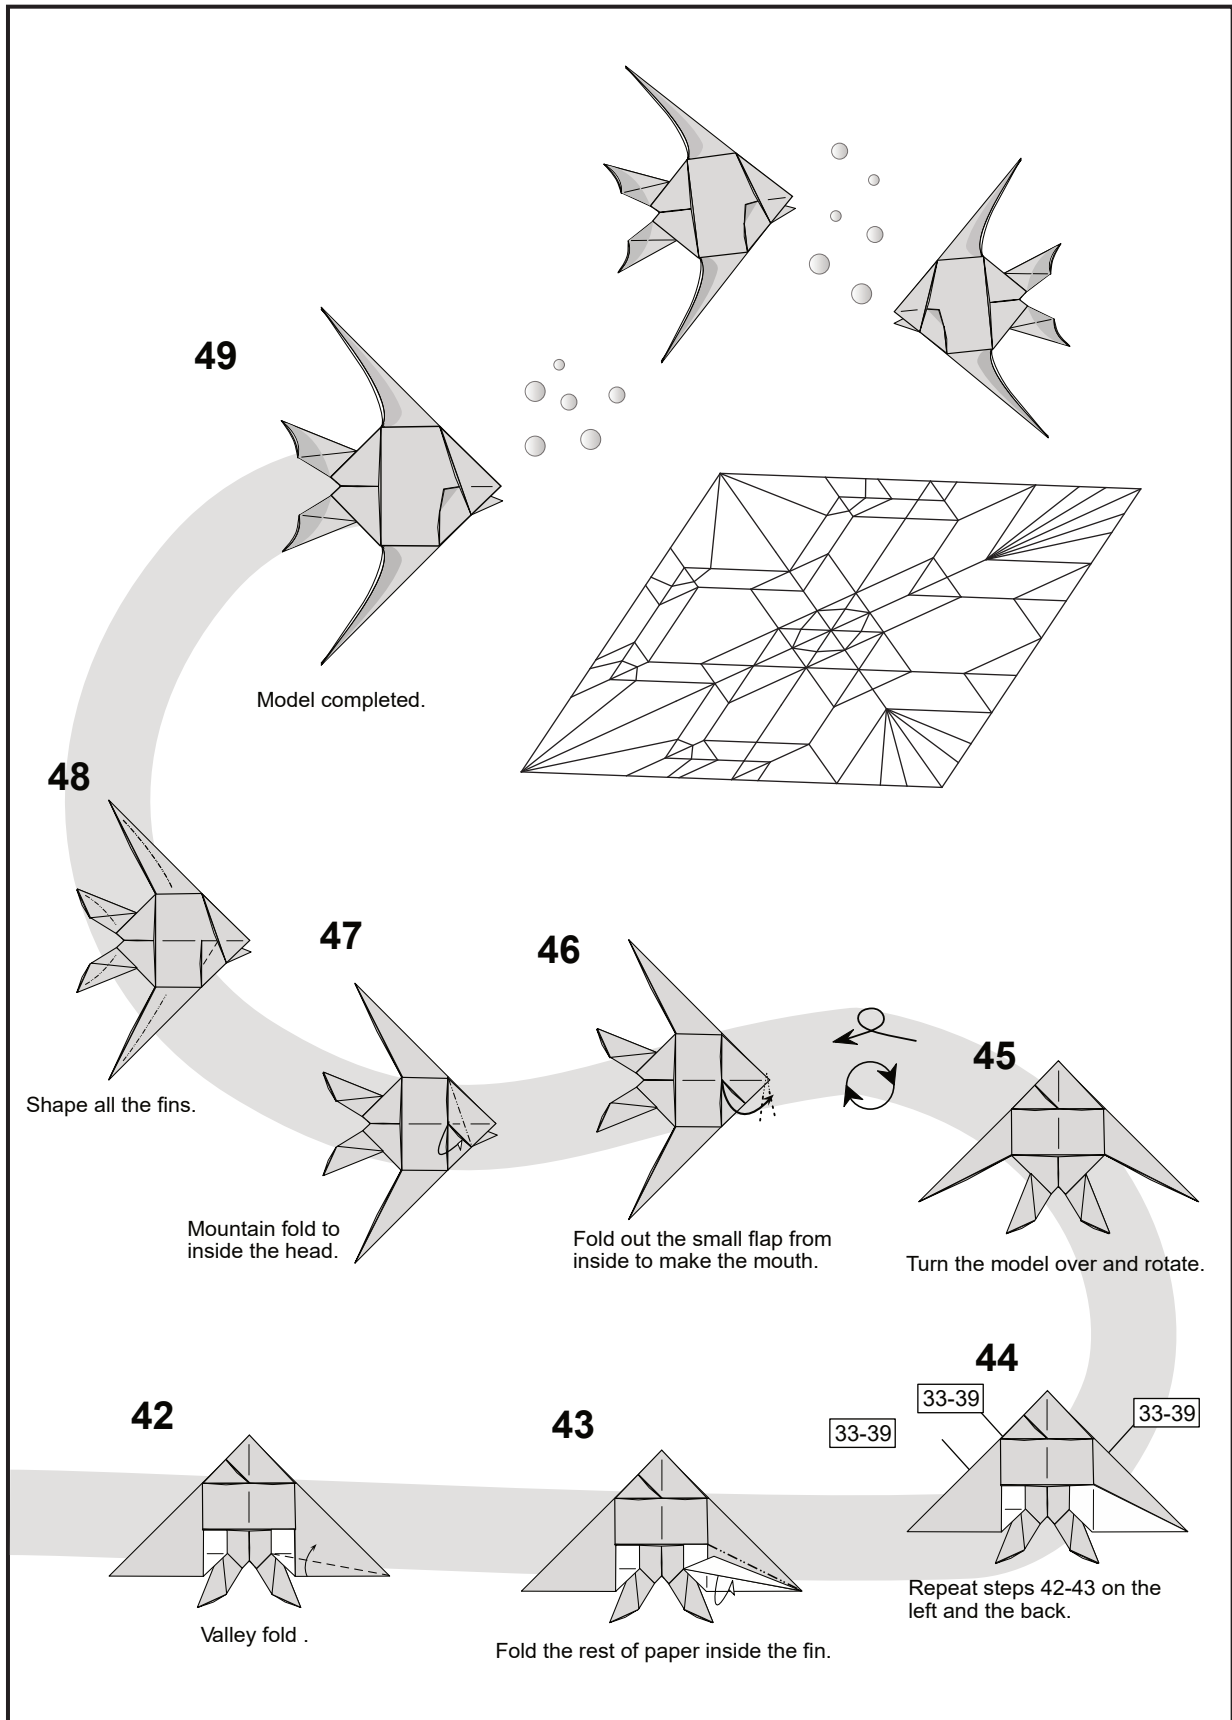 49
Model completed.
48
Shape all the fins.
47
Mountain fold to
inside the head.
46
Fold out the small flap from
inside to make the mouth.
45
Turn the model over and rotate.
44
33-39
33-39
33-39
Repeat steps 42-43 on the
left and the back.
42
Valley fold .
43
Fold the rest of paper inside the fin.